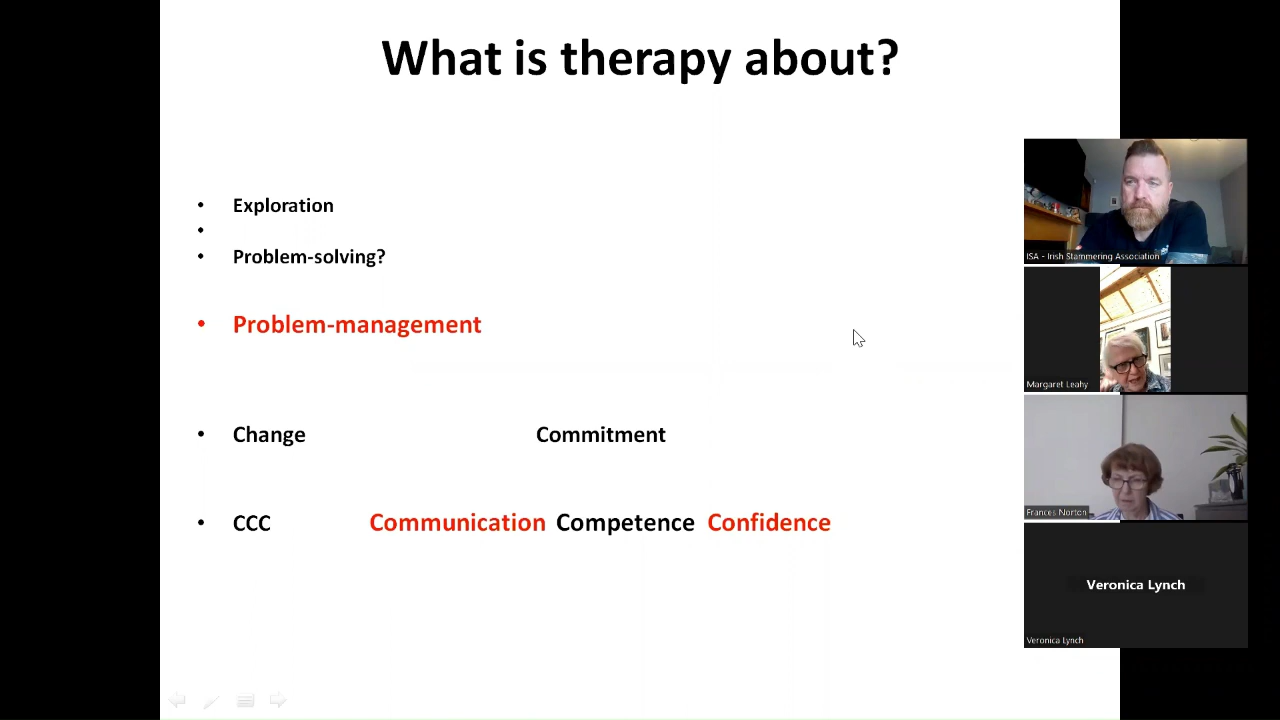 What is therapy about?
• Exploration
•
• Problem-solving?
• Problem-management
• Change Commitment
• CCC Communication Competence Confidence
ISA - Irish Stammering Association
Margaret Leahy
Frances Norton
Veronica Lynch
Veronica Lynch